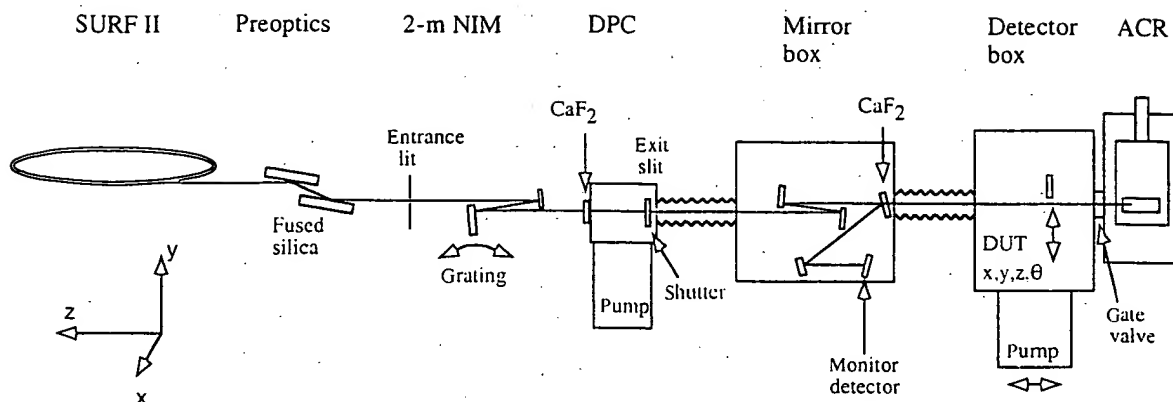 SURF II
Preoptics
2-m NIM
DPC
Mirror
box
Detector
box
ACR
CaF2
CaF2
Entrance
lit
Exit
slit
Fused
silica
Grating
Shutter
Pump
DUT
x,y,z,θ
Gate
valve
Pump
Monitor
detector
y
z
x